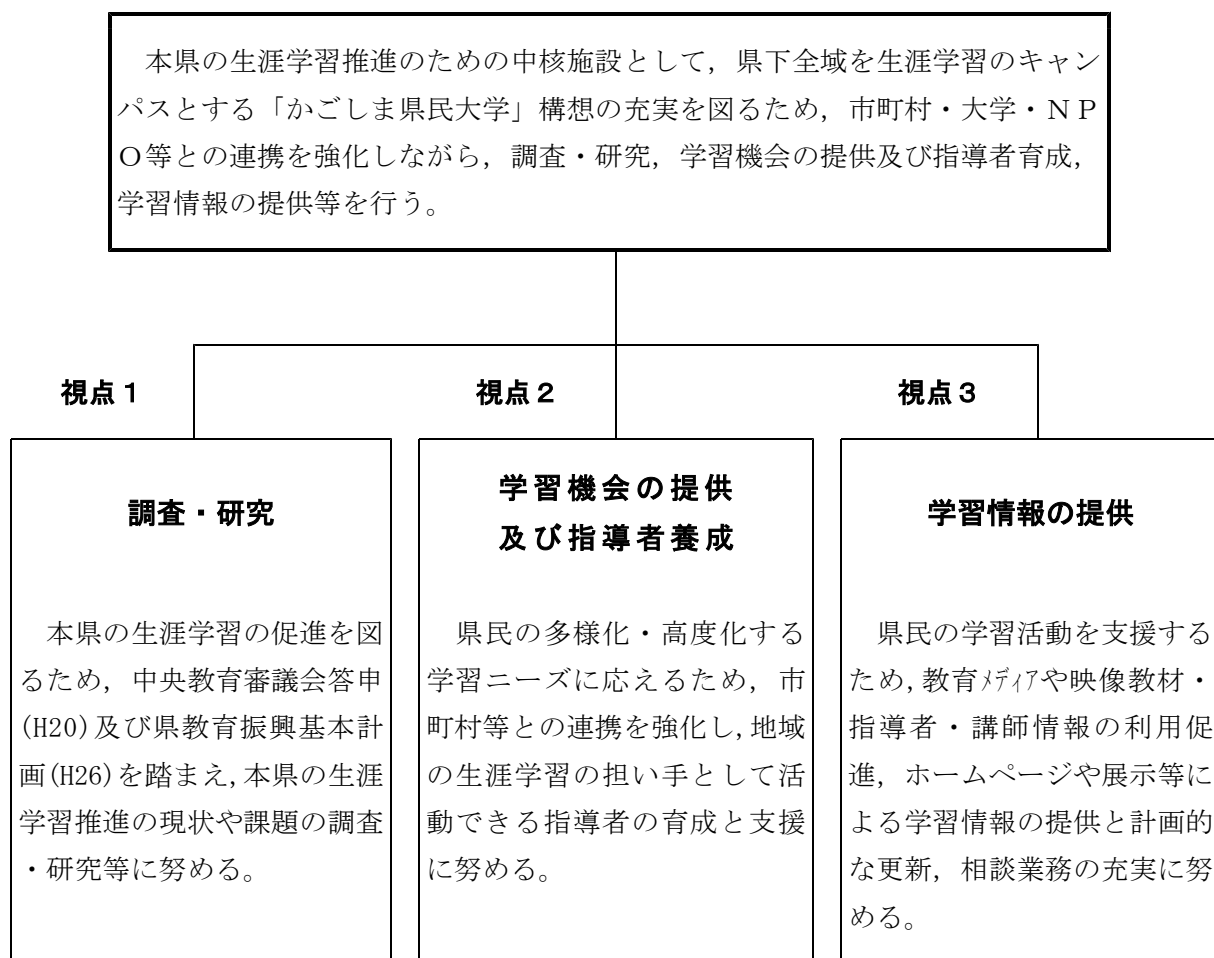 本県の生涯学習推進のための中核施設として，県下全域を生涯学習のキャン
パスとする「かごしま県民大学」構想の充実を図るため，市町村・大学・ＮＰ
Ｏ等との連携を強化しながら，調査・研究，学習機会の提供及び指導者育成，
学習情報の提供等を行う。
視点１
視点２
視点３
調査・研究
本県の生涯学習の促進を図
るため，中央教育審議会答申
(H20)及び県教育振興基本計
画(H26)を踏まえ,本県の生涯
学習推進の現状や課題の調査
・研究等に努める。
学習機会の提供
及び指導者養成
県民の多様化・高度化する
学習ニーズに応えるため，市
町村等との連携を強化し,地域
の生涯学習の担い手として活
動できる指導者の育成と支援
に努める。
学習情報の提供
県民の学習活動を支援する
ため,教育ﾒﾃﾞｨｱや映像教材・
指導者・講師情報の利用促
進，ホームページや展示等に
よる学習情報の提供と計画的
な更新，相談業務の充実に努
める。